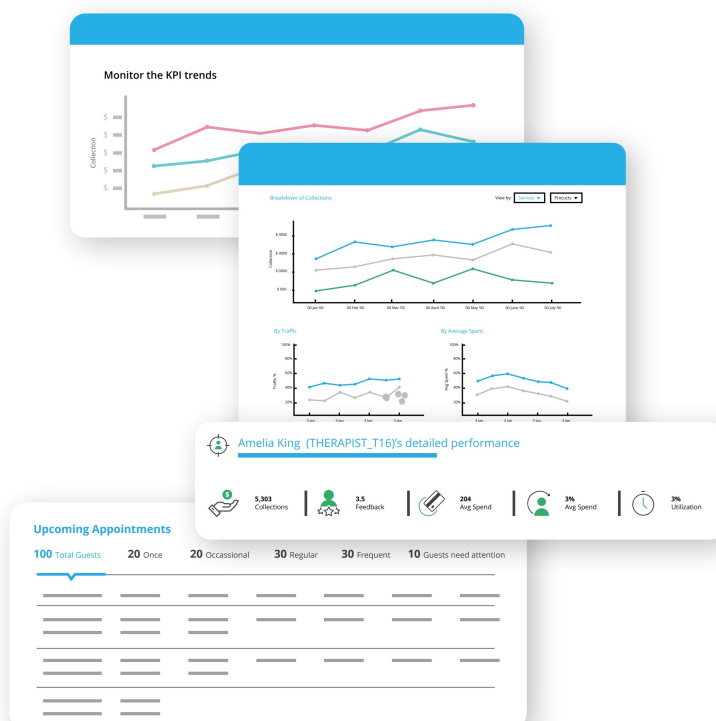 Monitor the KPI trends
$
$
$
$
$
Collection
Breakdown of Collections
View by: Services Products
$ 0000
$ 0000
$ 0000
$ 000
Collection
00 Jan '00 00 Feb '00 00 Mar '00 00 April '00 00 May '00 00 June '00 00 July '00
By Traffic
By Average Spent
100%
80%
60%
40%
20%
Traffic %
100%
80%
60%
40%
20%
Avg Spent %
Amelia King (THERAPIST_T16)'s detailed performance
5,303
Collections
3.5
Feedback
204
Avg Spend
3%
Avg Spend
3%
Utilization
Upcoming Appointments
100 Total Guests 20 Once 20 Occassional 30 Regular 30 Frequent 10 Guests need attention